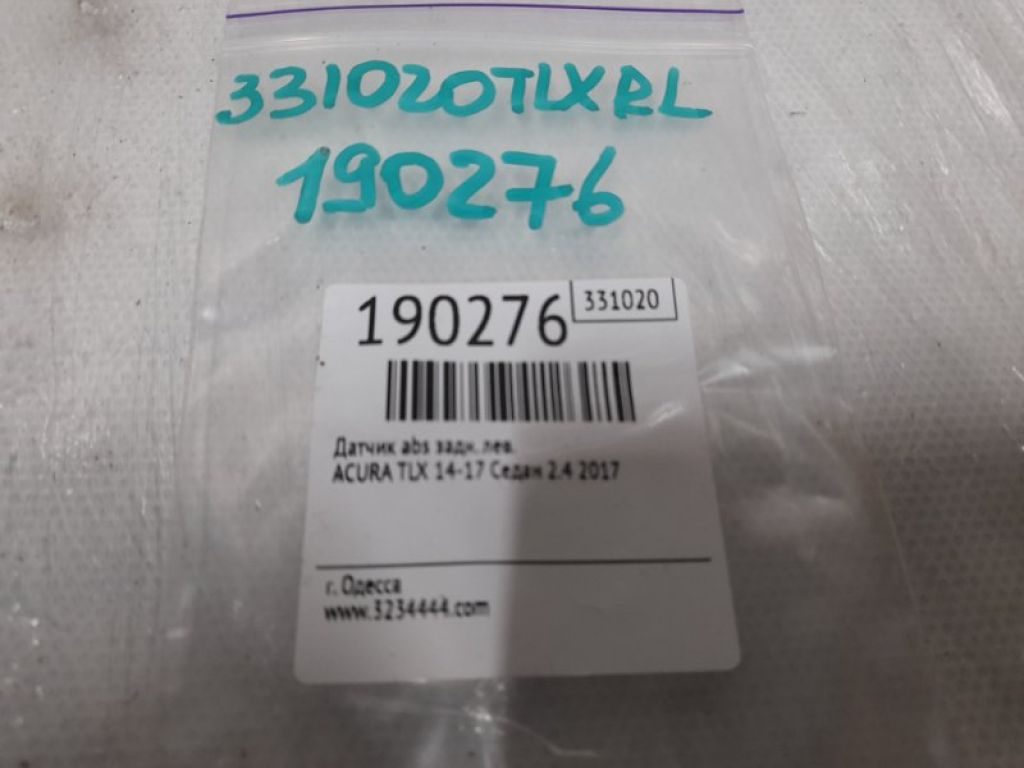 331020TLXRL
190276
190276
331020
Датчик abs задн. лев.
ACURA TLX 14-17 Седан 2.4 2017
г. Одесса
www.3234444.com